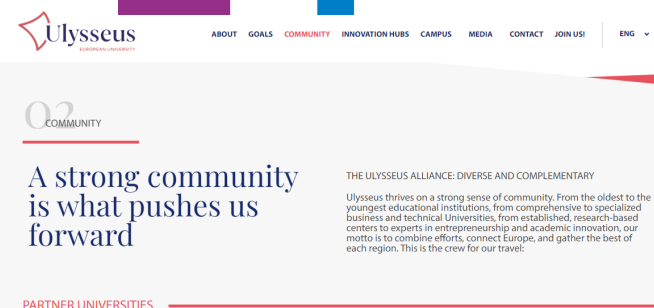 Ulysseus
EUROPEAN UNIVERSITY
ABOUT GOALS COMMUNITY INNOVATION HUBS CAMPUS MEDIA CONTACT JOIN US! ENG
02
COMMUNITY
A strong community
is what pushes us
forward
THE ULYSSEUS ALLIANCE: DIVERSE AND COMPLEMENTARY
Ulysseus thrives on a strong sense of community. From the oldest to the
youngest educational institutions, from comprehensive to specialized
business and technical Universities, from established, research-based
centers to experts in entrepreneurship and academic innovation, our
motto is to combine efforts, connect Europe, and gather the best of
each region. This is the crew for our travel:
PARTNER UNIVERSITIES